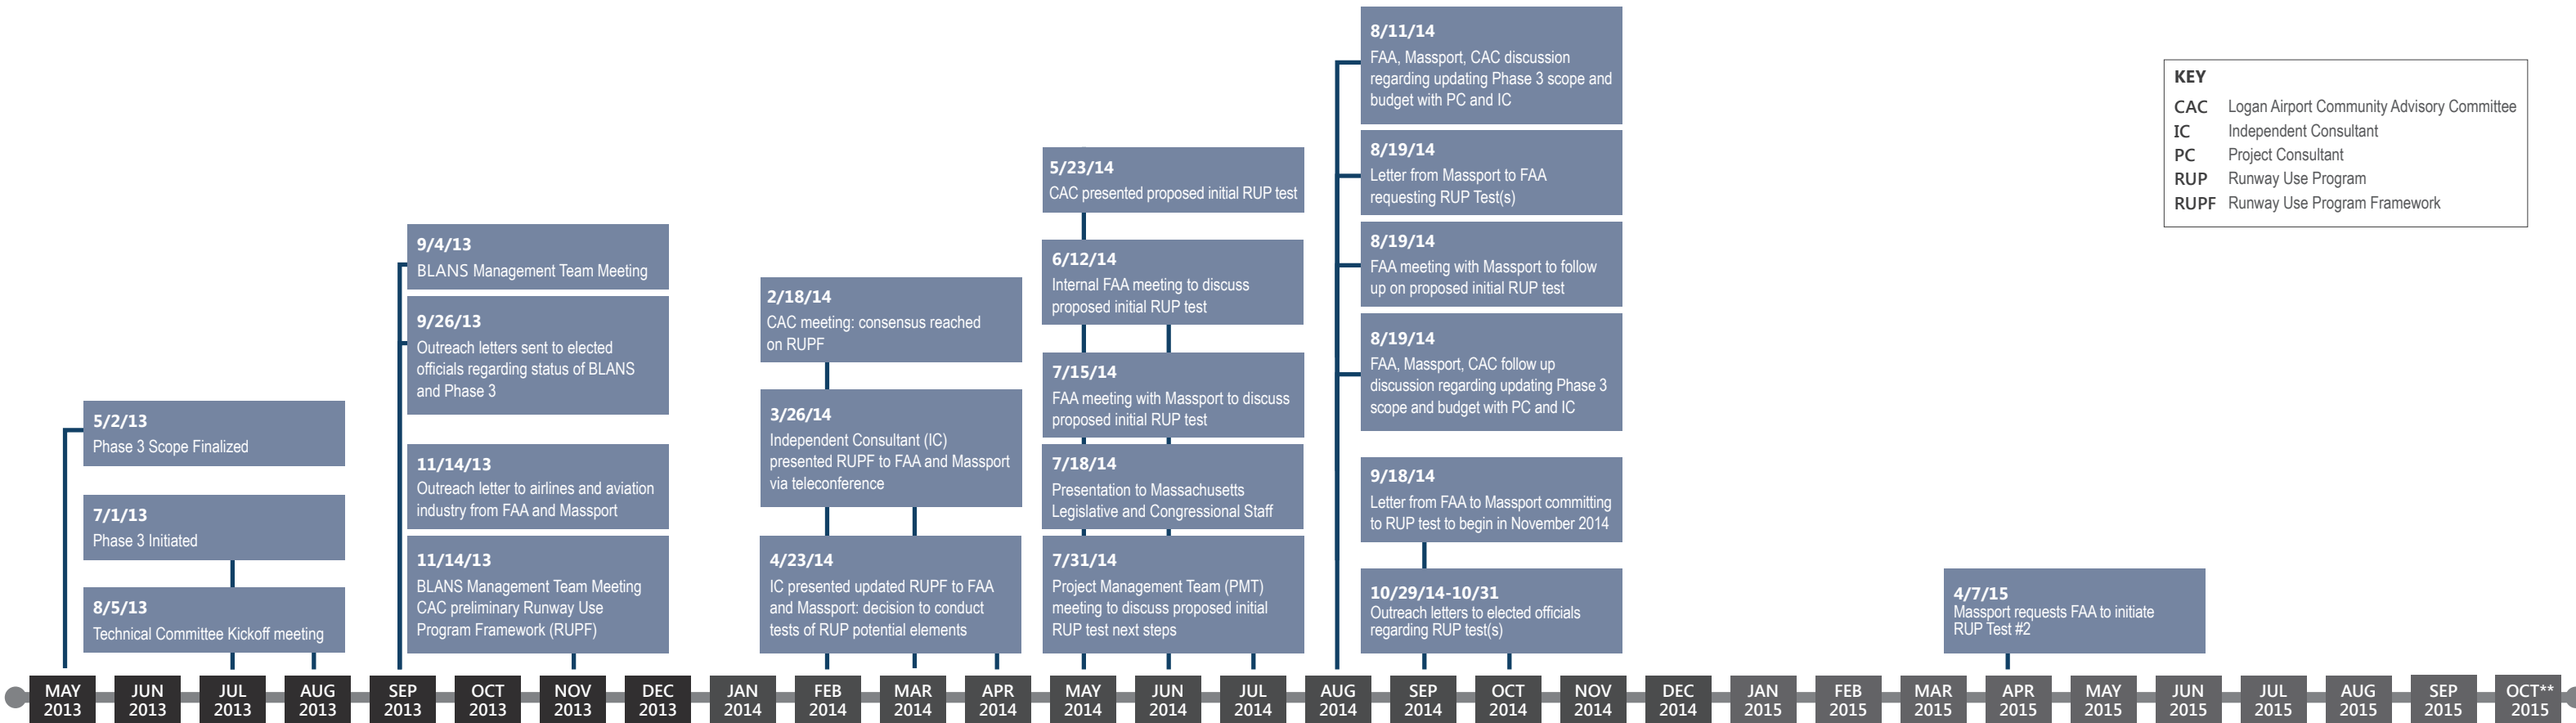 5/2/13
Phase 3 Scope Finalized
7/1/13
Phase 3 Initiated
8/5/13
Technical Committee Kickoff meeting
9/4/13
BLANS Management Team Meeting
9/26/13
Outreach letters sent to elected
officials regarding status of BLANS
and Phase 3
11/14/13
Outreach letter to airlines and aviation
industry from FAA and Massport
11/14/13
BLANS Management Team Meeting
CAC preliminary Runway Use
Program Framework (RUPF)
2/18/14
CAC meeting: consensus reached
on RUPF
3/26/14
Independent Consultant (IC)
presented RUPF to FAA and Massport
via teleconference
4/23/14
IC presented updated RUPF to FAA
and Massport: decision to conduct
tests of RUP potential elements
5/23/14
CAC presented proposed initial RUP test
6/12/14
Internal FAA meeting to discuss
proposed initial RUP test
7/15/14
FAA meeting with Massport to discuss
proposed initial RUP test
7/18/14
Presentation to Massachusetts
Legislative and Congressional Staff
7/31/14
Project Management Team (PMT)
meeting to discuss proposed initial
RUP test next steps
8/11/14
FAA, Massport, CAC discussion
regarding updating Phase 3 scope and
budget with PC and IC
8/19/14
Letter from Massport to FAA
requesting RUP Test(s)
8/19/14
FAA meeting with Massport to follow
up on proposed initial RUP test
8/19/14
FAA, Massport, CAC follow up
discussion regarding updating Phase 3
scope and budget with PC and IC
9/18/14
Letter from FAA to Massport committing
to RUP test to begin in November 2014
10/29/14-10/31
Outreach letters to elected officials
regarding RUP test(s)
4/7/15
Massport requests FAA to initiate
RUP Test #2
KEY
CAC Logan Airport Community Advisory Committee
IC Independent Consultant
PC Project Consultant
RUP Runway Use Program
RUPF Runway Use Program Framework
MAY
2013
JUN
2013
JUL
2013
AUG
2013
SEP
2013
OCT
2013
NOV
2013
DEC
2013
JAN
2014
FEB
2014
MAR
2014
APR
2014
MAY
2014
JUN
2014
JUL
2014
AUG
2014
SEP
2014
OCT
2014
NOV
2014
DEC
2014
JAN
2015
FEB
2015
MAR
2015
APR
2015
MAY
2015
JUN
2015
JUL
2015
AUG
2015
SEP
2015
OCT**
2015